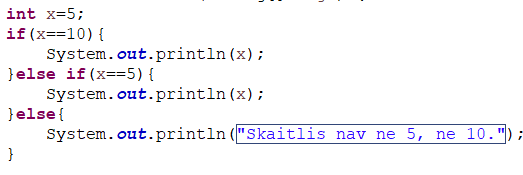 int x=5;
if(x==10){
System.out.println(x);
}else if(x==5){
System.out.println(x);
}else{
System.out.println("Skaitlis nav ne 5, ne 10.");
}